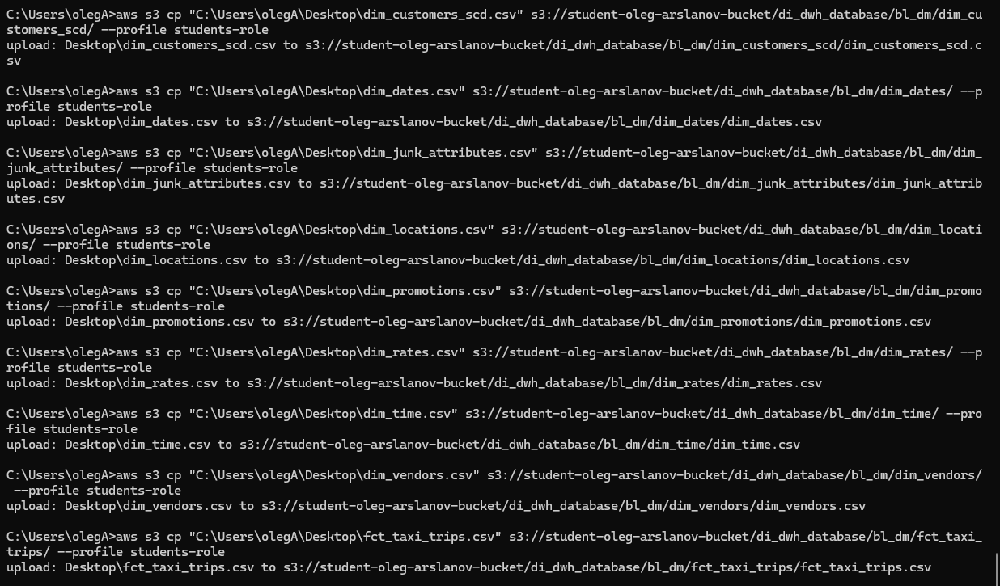 C:\Users\olegA>aws s3 cp "C:\Users\olegA\Desktop\dim_customers_scd.csv" s3://student-oleg-arslanov-bucket/di_dwh_database/bl_dm/dim_cu
stomers_scd/ --profile students-role
upload: Desktop\dim_customers_scd.csv to s3://student-oleg-arslanov-bucket/di_dwh_database/bl_dm/dim_customers_scd/dim_customers_scd.c
sv
C:\Users\olegA>aws s3 cp "C:\Users\olegA\Desktop\dim_dates.csv" s3://student-oleg-arslanov-bucket/di_dwh_database/bl_dm/dim_dates/ --p
rofile students-role
upload: Desktop\dim_dates.csv to s3://student-oleg-arslanov-bucket/di_dwh_database/bl_dm/dim_dates/dim_dates.csv
C:\Users\olegA>aws s3 cp "C:\Users\olegA\Desktop\dim_junk_attributes.csv" s3://student-oleg-arslanov-bucket/di_dwh_database/bl_dm/dim_
junk_attributes/ --profile students-role
upload: Desktop\dim_junk_attributes.csv to s3://student-oleg-arslanov-bucket/di_dwh_database/bl_dm/dim_junk_attributes/dim_junk_attrib
utes.csv
C:\Users\olegA>aws s3 cp "C:\Users\olegA\Desktop\dim_locations.csv" s3://student-oleg-arslanov-bucket/di_dwh_database/bl_dm/dim_locati
ons/ --profile students-role
upload: Desktop\dim_locations.csv to s3://student-oleg-arslanov-bucket/di_dwh_database/bl_dm/dim_locations/dim_locations.csv
C:\Users\olegA>aws s3 cp "C:\Users\olegA\Desktop\dim_promotions.csv" s3://student-oleg-arslanov-bucket/di_dwh_database/bl_dm/dim_promo
tions/ --profile students-role
upload: Desktop\dim_promotions.csv to s3://student-oleg-arslanov-bucket/di_dwh_database/bl_dm/dim_promotions/dim_promotions.csv
C:\Users\olegA>aws s3 cp "C:\Users\olegA\Desktop\dim_rates.csv" s3://student-oleg-arslanov-bucket/di_dwh_database/bl_dm/dim_rates/ --p
rofile students-role
upload: Desktop\dim_rates.csv to s3://student-oleg-arslanov-bucket/di_dwh_database/bl_dm/dim_rates/dim_rates.csv
C:\Users\olegA>aws s3 cp "C:\Users\olegA\Desktop\dim_time.csv" s3://student-oleg-arslanov-bucket/di_dwh_database/bl_dm/dim_time/ --pro
file students-role
upload: Desktop\dim_time.csv to s3://student-oleg-arslanov-bucket/di_dwh_database/bl_dm/dim_time/dim_time.csv
C:\Users\olegA>aws s3 cp "C:\Users\olegA\Desktop\dim_vendors.csv" s3://student-oleg-arslanov-bucket/di_dwh_database/bl_dm/dim_vendors/
 --profile students-role
upload: Desktop\dim_vendors.csv to s3://student-oleg-arslanov-bucket/di_dwh_database/bl_dm/dim_vendors/dim_vendors.csv
C:\Users\olegA>aws s3 cp "C:\Users\olegA\Desktop\fct_taxi_trips.csv" s3://student-oleg-arslanov-bucket/di_dwh_database/bl_dm/fct_taxi_
trips/ --profile students-role
upload: Desktop\fct_taxi_trips.csv to s3://student-oleg-arslanov-bucket/di_dwh_database/bl_dm/fct_taxi_trips/fct_taxi_trips.csv